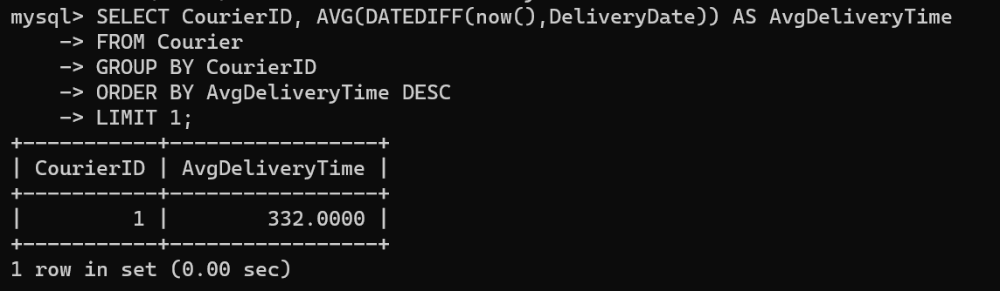 mysql> SELECT CourierID, AVG(DATEDIFF(now(),DeliveryDate)) AS AvgDeliveryTime
    -> FROM Courier
    -> GROUP BY CourierID
    -> ORDER BY AvgDeliveryTime DESC
    -> LIMIT 1;
+-----------+-----------------+
| CourierID | AvgDeliveryTime |
+-----------+-----------------+
|         1 |        332.0000 |
+-----------+-----------------+
1 row in set (0.00 sec)